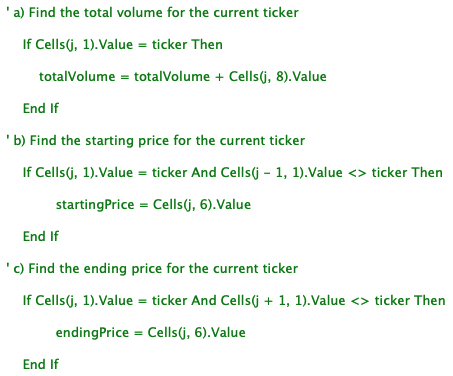 ' a) Find the total volume for the current ticker
If Cells(j, 1).Value = ticker Then
totalVolume = totalVolume + Cells(j, 8).Value
End If
' b) Find the starting price for the current ticker
If Cells(j, 1).Value = ticker And Cells(j - 1, 1).Value <> ticker Then
startingPrice = Cells(j, 6).Value
End If
' c) Find the ending price for the current ticker
If Cells(j, 1).Value = ticker And Cells(j + 1, 1).Value <> ticker Then
endingPrice = Cells(j, 6).Value
End If